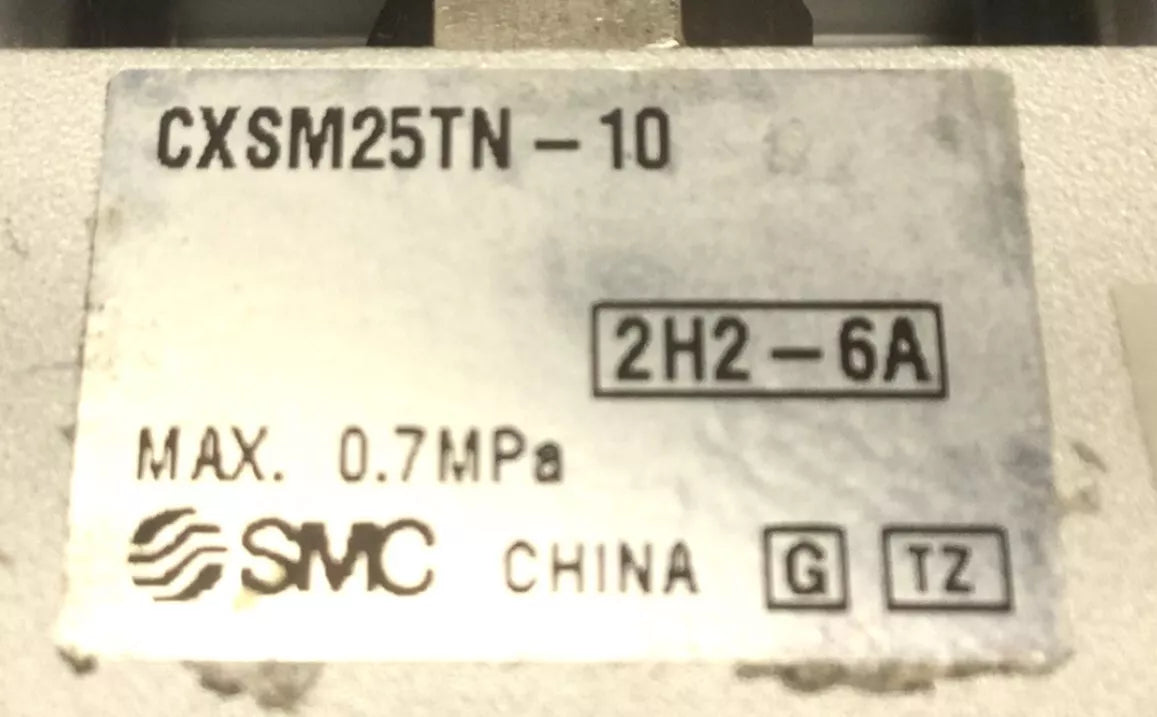 CXSM25TN-10
2H2-6A
MAX. 0.7MPa
SMC CHINA G TZ